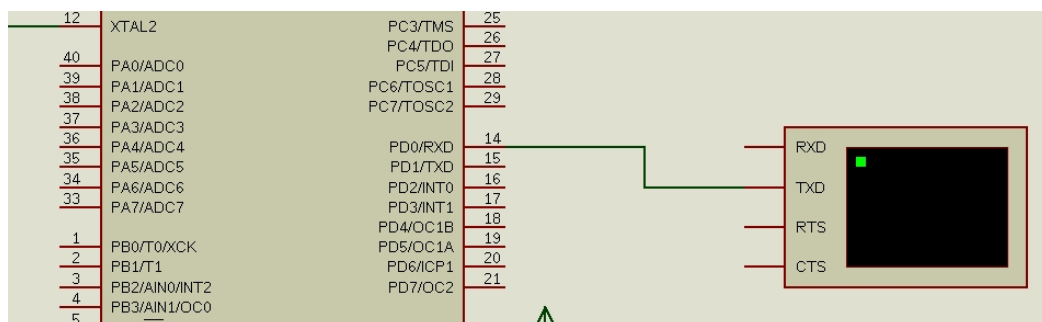 12 XTAL2
40 PA0/ADC0
39 PA1/ADC1
38 PA2/ADC2
37 PA3/ADC3
36 PA4/ADC4
35 PA5/ADC5
34 PA6/ADC6
33 PA7/ADC7
1 PB0/T0/XCK
2 PB1/T1
3 PB2/AIN0/INT2
4 PB3/AIN1/OC0
5
PC3/TMS 25
PC4/TDO 26
PC5/TDI 27
PC6/TOSC1 28
PC7/TOSC2 29
PD0/RXD 14
PD1/TXD 15
PD2/INT0 16
PD3/INT1 17
PD4/OC1B 18
PD5/OC1A 19
PD6/ICP1 20
PD7/OC2 21
RXD
TXD
RTS
CTS